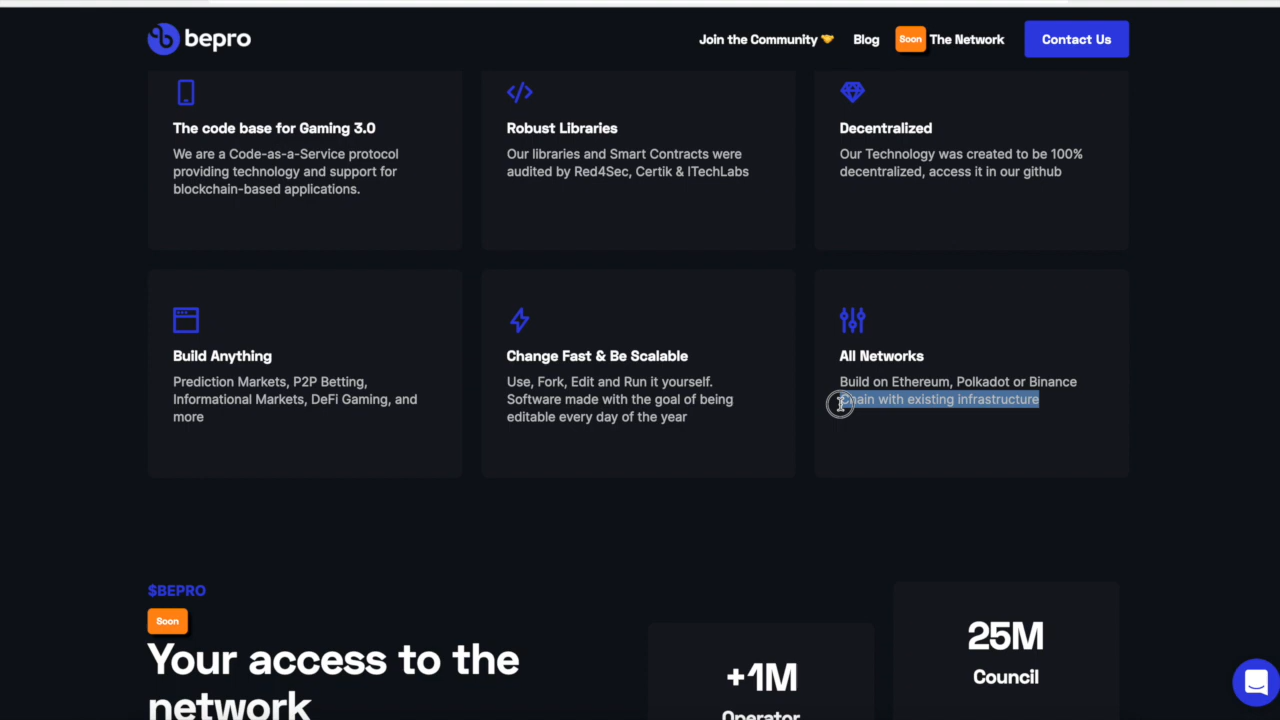 bepro
Join the Community 🤝 Blog Soon The Network Contact Us
The code base for Gaming 3.0
We are a Code-as-a-Service protocol
providing technology and support for
blockchain-based applications.
Robust Libraries
Our libraries and Smart Contracts were
audited by Red4Sec, Certik & ITechLabs
Decentralized
Our Technology was created to be 100%
decentralized, access it in our github
Build Anything
Prediction Markets, P2P Betting,
Informational Markets, DeFi Gaming, and
more
Change Fast & Be Scalable
Use, Fork, Edit and Run it yourself.
Software made with the goal of being
editable every day of the year
All Networks
Build on Ethereum, Polkadot or Binance
Chain with existing infrastructure
$BEPRO
Soon
Your access to the
network
+1M
Operator
25M
Council